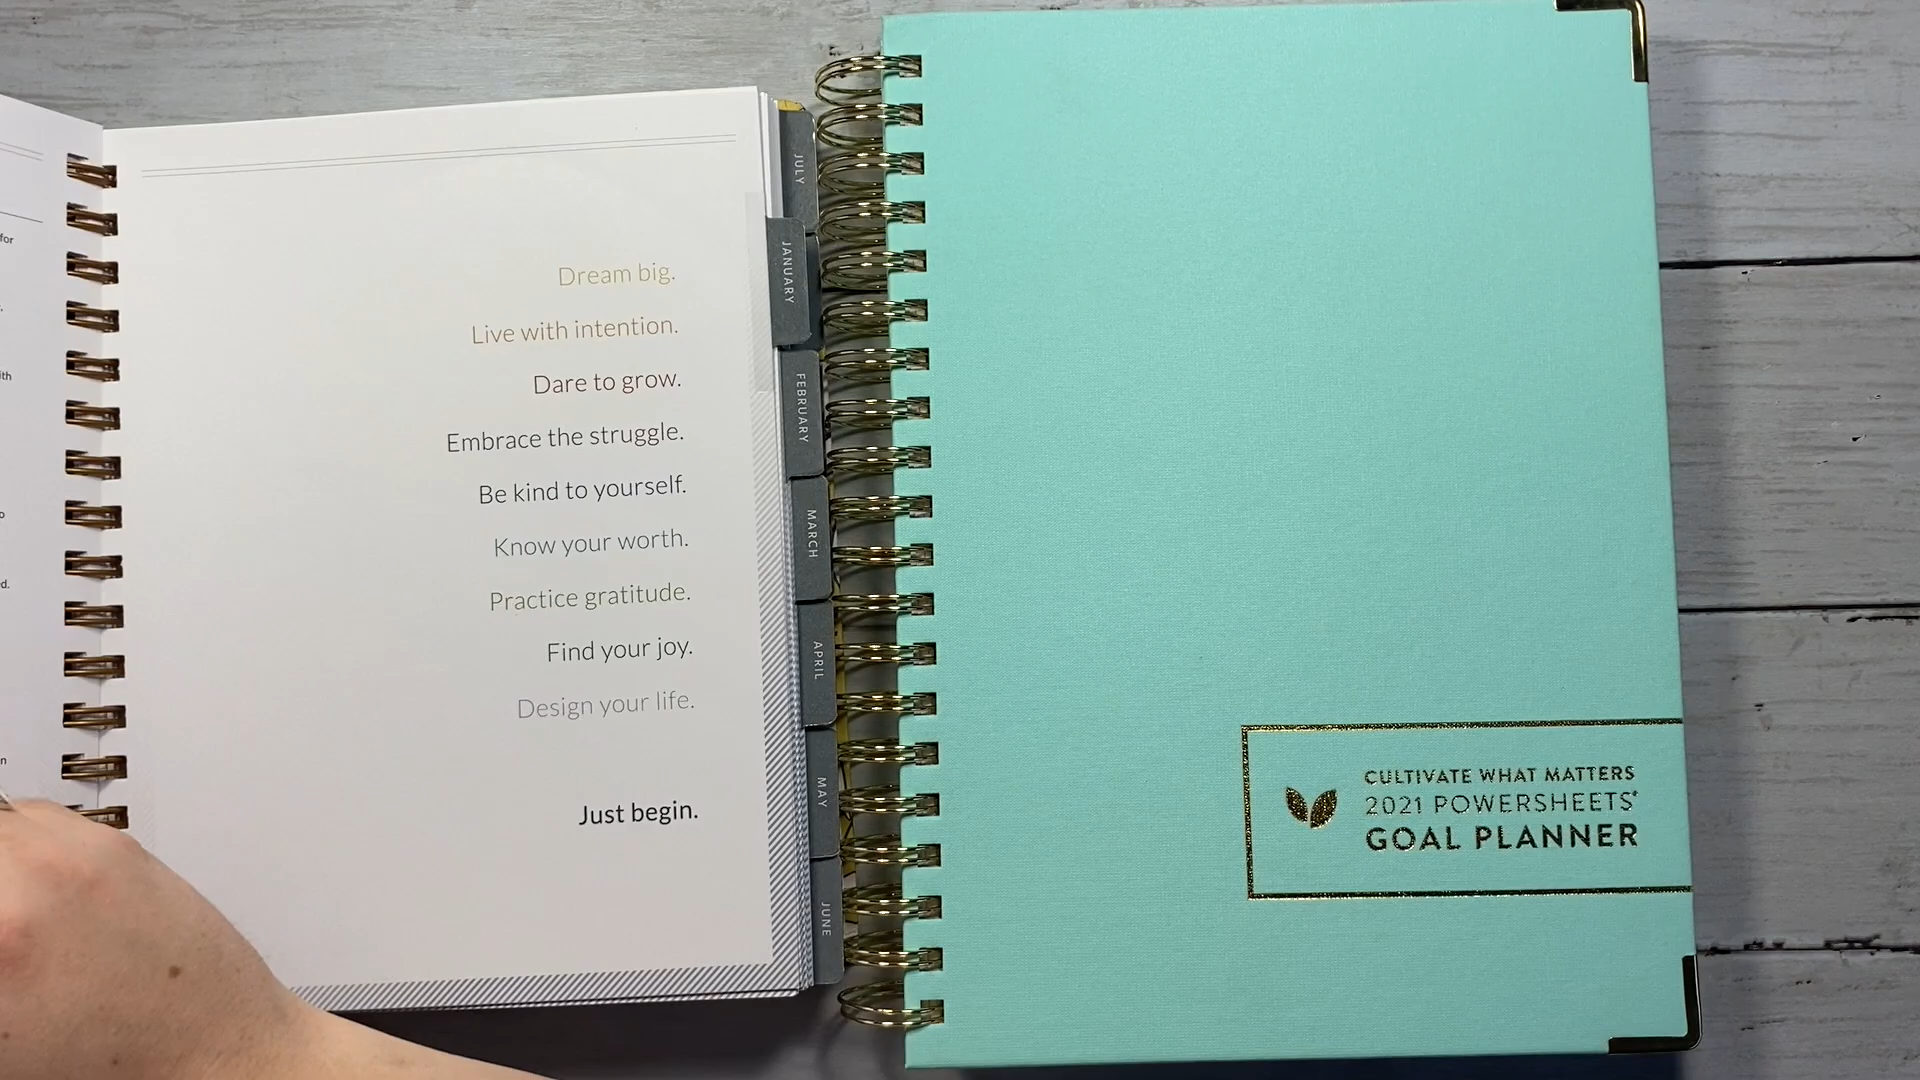 for
ith
o
d.
n
Dream big.
Live with intention.
Dare to grow.
Embrace the struggle.
Be kind to yourself.
Know your worth.
Practice gratitude.
Find your joy.
Design your life.
Just begin.
JULY
JANUARY
FEBRUARY
MARCH
APRIL
MAY
JUNE
CULTIVATE WHAT MATTERS
2021 POWERSHEETS®
GOAL PLANNER